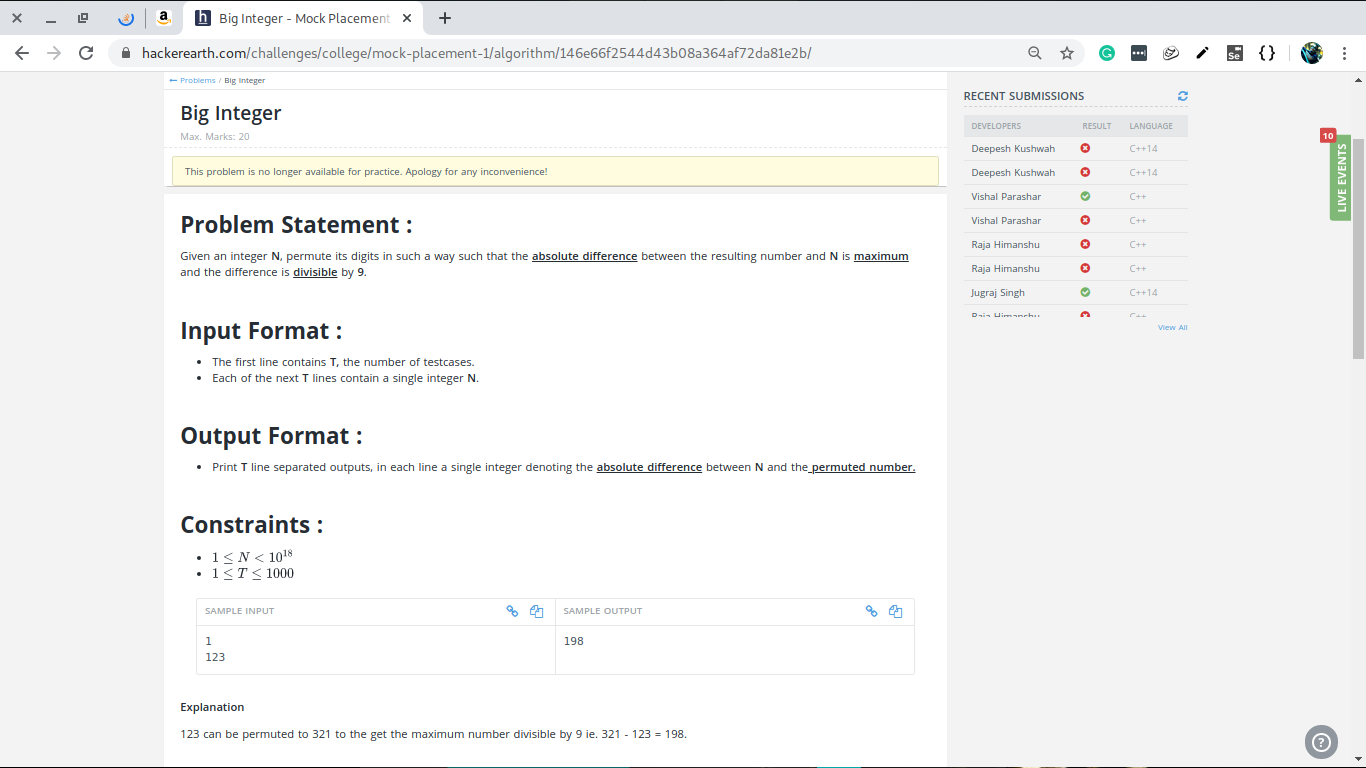 Big Integer - Mock Placement
hackerearth.com/challenges/college/mock-placement-1/algorithm/146e66f2544d43b08a364af72da81e2b/
← Problems / Big Integer
Big Integer
Max. Marks: 20
This problem is no longer available for practice. Apology for any inconvenience!
Problem Statement :
Given an integer N, permute its digits in such a way such that the absolute difference between the resulting number and N is maximum
and the difference is divisible by 9.
Input Format :
• The first line contains T, the number of testcases.
• Each of the next T lines contain a single integer N.
Output Format :
• Print T line separated outputs, in each line a single integer denoting the absolute difference between N and the permuted number.
Constraints :
• 1 ≤ N < 10¹⁸
• 1 ≤ T ≤ 1000
SAMPLE INPUT
1
123
SAMPLE OUTPUT
198
Explanation
123 can be permuted to 321 to the get the maximum number divisible by 9 ie. 321 - 123 = 198.
RECENT SUBMISSIONS
DEVELOPERS RESULT LANGUAGE
Deepesh Kushwah C++14
Deepesh Kushwah C++14
Vishal Parashar C++
Vishal Parashar C++
Raja Himanshu C++
Raja Himanshu C++
Jugraj Singh C++14
Raja Himanshu C++
View All
10
LIVE EVENTS
Se